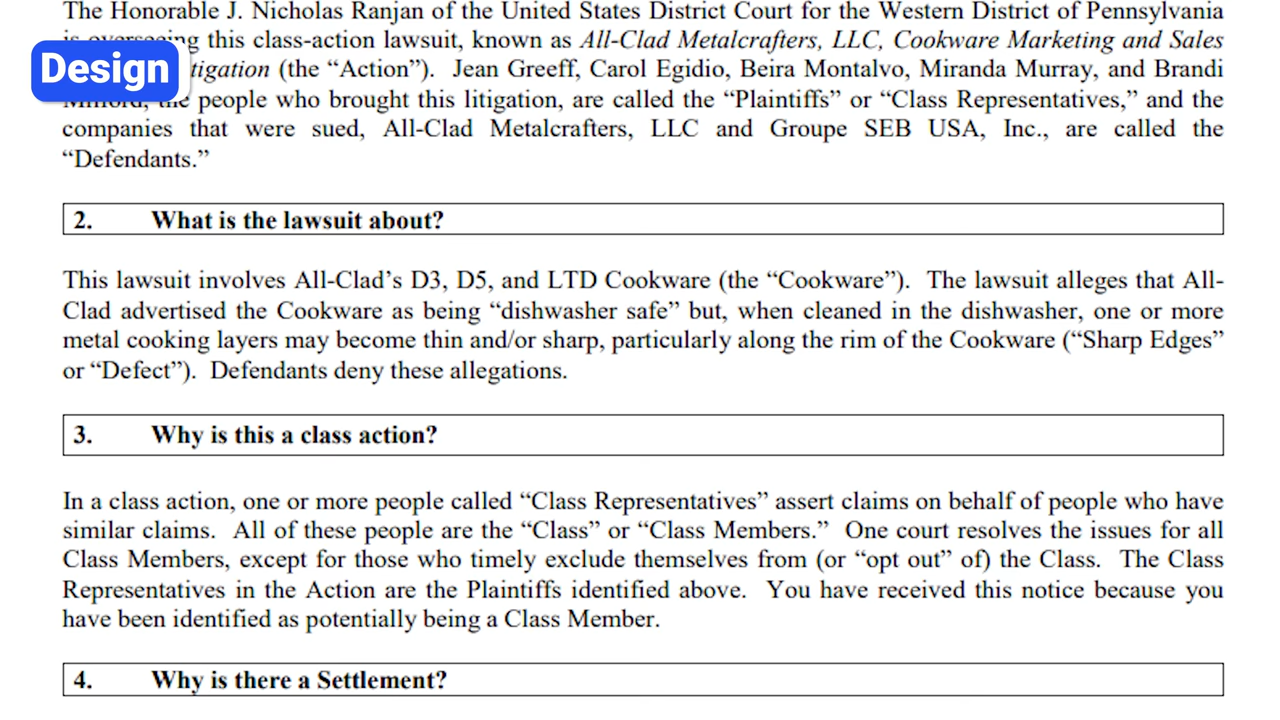 The Honorable J. Nicholas Ranjan of the United States District Court for the Western District of Pennsylvania
is overseeing this class-action lawsuit, known as All-Clad Metalcrafters, LLC, Cookware Marketing and Sales
Design
tigation (the “Action”). Jean Greeff, Carol Egidio, Beira Montalvo, Miranda Murray, and Brandi
the people who brought this litigation, are called the “Plaintiffs” or “Class Representatives,” and the
companies that were sued, All-Clad Metalcrafters, LLC and Groupe SEB USA, Inc., are called the
“Defendants.”
2. What is the lawsuit about?
This lawsuit involves All-Clad’s D3, D5, and LTD Cookware (the “Cookware”). The lawsuit alleges that All-
Clad advertised the Cookware as being “dishwasher safe” but, when cleaned in the dishwasher, one or more
metal cooking layers may become thin and/or sharp, particularly along the rim of the Cookware (“Sharp Edges”
or “Defect”). Defendants deny these allegations.
3. Why is this a class action?
In a class action, one or more people called “Class Representatives” assert claims on behalf of people who have
similar claims. All of these people are the “Class” or “Class Members.” One court resolves the issues for all
Class Members, except for those who timely exclude themselves from (or “opt out” of) the Class. The Class
Representatives in the Action are the Plaintiffs identified above. You have received this notice because you
have been identified as potentially being a Class Member.
4. Why is there a Settlement?